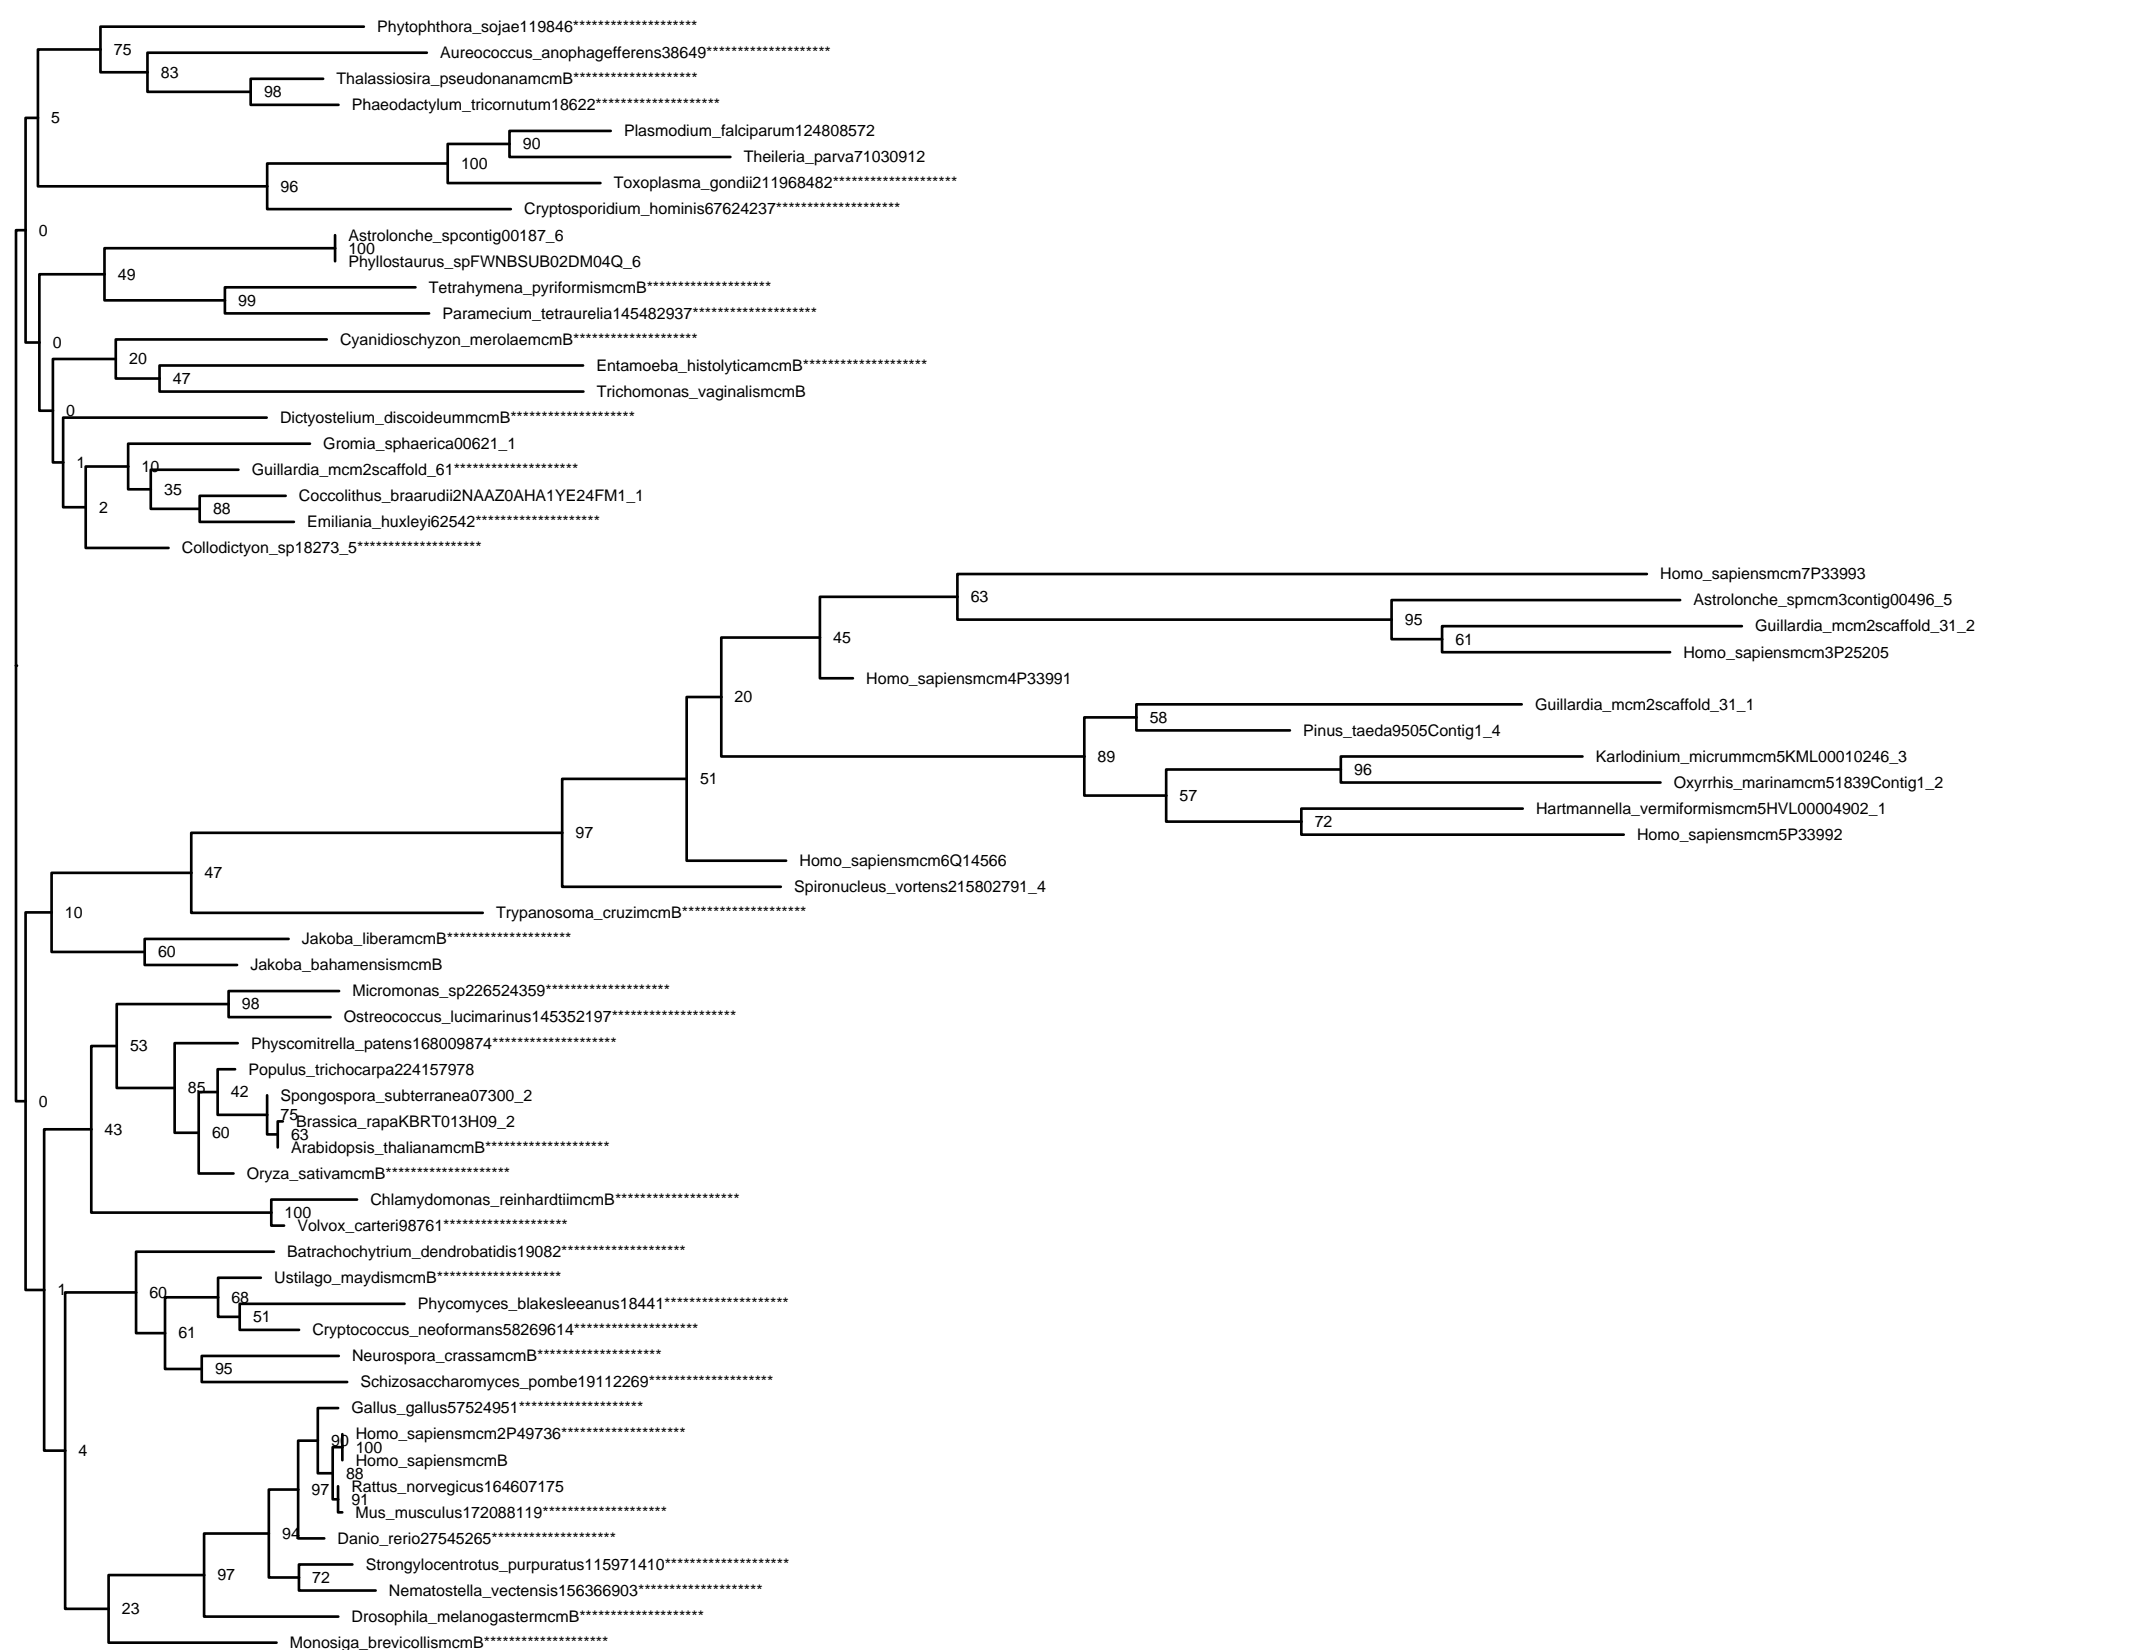 Phytophthora_sojae119846********************
75
Aureococcus_anophagefferens38649********************
83
Thalassiosira_pseudonanamcmB********************
98
Phaeodactylum_tricornutum18622********************
5
Plasmodium_falciparum124808572
90
Theileria_parva71030912
100
Toxoplasma_gondii211968482********************
96
Cryptosporidium_hominis67624237********************
0
Astrolonche_spcontig00187_6
100
Phyllostaurus_spFWNBSUB02DM04Q_6
49
Tetrahymena_pyriformismcmB********************
99
Paramecium_tetraurelia145482937********************
Cyanidioschyzon_merolaemcmB********************
0
20
Entamoeba_histolyticamcmB********************
47
Trichomonas_vaginalismcmB
0
Dictyostelium_discoideummcmB********************
Gromia_sphaerica00621_1
1
10
Guillardia_mcm2scaffold_61********************
35
Coccolithus_braarudii2NAAZ0AHA1YE24FM1_1
2
88
Emiliania_huxleyi62542********************
Collodictyon_sp18273_5********************
Homo_sapiensmcm7P33993
63
Astrolonche_spmcm3contig00496_5
95
Guillardia_mcm2scaffold_31_2
45
61
Homo_sapiensmcm3P25205
Homo_sapiensmcm4P33991
20
Guillardia_mcm2scaffold_31_1
58
Pinus_taeda9505Contig1_4
89
Karlodinium_micrummcm5KML00010246_3
96
51
Oxyrrhis_marinamcm51839Contig1_2
57
Hartmannella_vermiformismcm5HVL00004902_1
72
97
Homo_sapiensmcm5P33992
Homo_sapiensmcm6Q14566
47
Spironucleus_vortens215802791_4
10
Trypanosoma_cruzimcmB********************
Jakoba_liberamcmB********************
60
Jakoba_bahamensismcmB
Micromonas_sp226524359********************
98
Ostreococcus_lucimarinus145352197********************
53
Physcomitrella_patens168009874********************
Populus_trichocarpa224157978
85
42
Spongospora_subterranea07300_2
0
75
Brassica_rapaKBRT013H09_2
43
60
63
Arabidopsis_thalianamcmB********************
Oryza_sativamcmB********************
Chlamydomonas_reinhardtiimcmB********************
100
Volvox_carteri98761********************
Batrachochytrium_dendrobatidis19082********************
Ustilago_maydismcmB********************
1
60
68
Phycomyces_blakesleeanus18441********************
51
Cryptococcus_neoformans58269614********************
61
Neurospora_crassamcmB********************
95
Schizosaccharomyces_pombe19112269********************
Gallus_gallus57524951********************
Homo_sapiensmcm2P49736********************
90
100
4
Homo_sapiensmcmB
88
Rattus_norvegicus164607175
97
91
Mus_musculus172088119********************
94
Danio_rerio27545265********************
Strongylocentrotus_purpuratus115971410********************
97
72
Nematostella_vectensis156366903********************
23
Drosophila_melanogastermcmB********************
Monosiga_brevicollismcmB********************